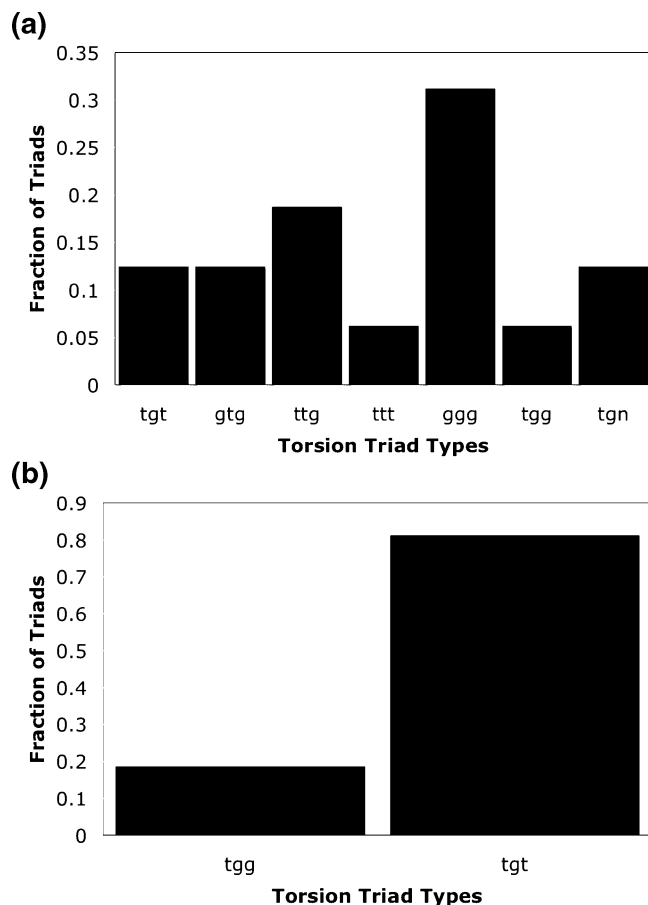 (a)
0.35
0.3
0.25
0.2
0.15
0.1
0.05
0
Fraction of Triads
tgt gtg ttg ttt ggg tgg tgn
Torsion Triad Types
(b)
0.9
0.8
0.7
0.6
0.5
0.4
0.3
0.2
0.1
0
Fraction of Triads
tgg tgt
Torsion Triad Types